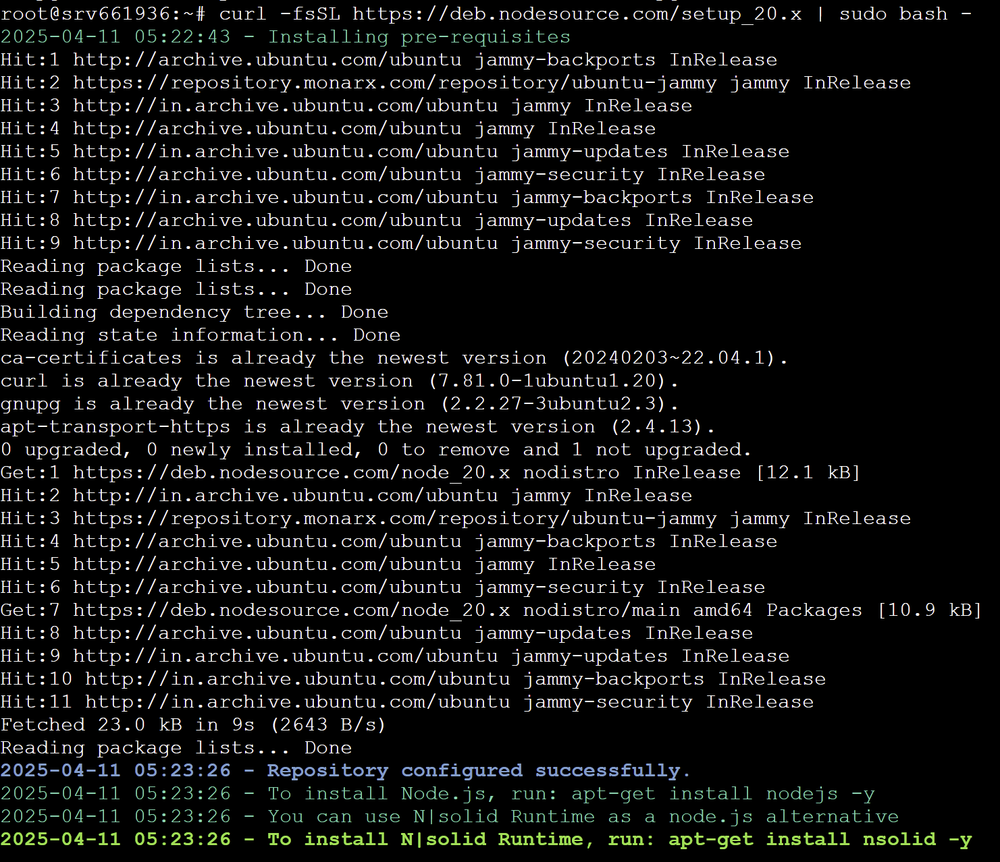 root@srv661936:~# curl -fsSL https://deb.nodesource.com/setup_20.x | sudo bash -
2025-04-11 05:22:43 - Installing pre-requisites
Hit:1 http://archive.ubuntu.com/ubuntu jammy-backports InRelease
Hit:2 https://repository.monarx.com/repository/ubuntu-jammy jammy InRelease
Hit:3 http://in.archive.ubuntu.com/ubuntu jammy InRelease
Hit:4 http://archive.ubuntu.com/ubuntu jammy InRelease
Hit:5 http://in.archive.ubuntu.com/ubuntu jammy-updates InRelease
Hit:6 http://archive.ubuntu.com/ubuntu jammy-security InRelease
Hit:7 http://in.archive.ubuntu.com/ubuntu jammy-backports InRelease
Hit:8 http://archive.ubuntu.com/ubuntu jammy-updates InRelease
Hit:9 http://in.archive.ubuntu.com/ubuntu jammy-security InRelease
Reading package lists... Done
Reading package lists... Done
Building dependency tree... Done
Reading state information... Done
ca-certificates is already the newest version (20240203~22.04.1).
curl is already the newest version (7.81.0-1ubuntu1.20).
gnupg is already the newest version (2.2.27-3ubuntu2.3).
apt-transport-https is already the newest version (2.4.13).
0 upgraded, 0 newly installed, 0 to remove and 1 not upgraded.
Get:1 https://deb.nodesource.com/node_20.x nodistro InRelease [12.1 kB]
Hit:2 http://in.archive.ubuntu.com/ubuntu jammy InRelease
Hit:3 https://repository.monarx.com/repository/ubuntu-jammy jammy InRelease
Hit:4 http://archive.ubuntu.com/ubuntu jammy-backports InRelease
Hit:5 http://archive.ubuntu.com/ubuntu jammy InRelease
Hit:6 http://archive.ubuntu.com/ubuntu jammy-security InRelease
Get:7 https://deb.nodesource.com/node_20.x nodistro/main amd64 Packages [10.9 kB]
Hit:8 http://archive.ubuntu.com/ubuntu jammy-updates InRelease
Hit:9 http://in.archive.ubuntu.com/ubuntu jammy-updates InRelease
Hit:10 http://in.archive.ubuntu.com/ubuntu jammy-backports InRelease
Hit:11 http://in.archive.ubuntu.com/ubuntu jammy-security InRelease
Fetched 23.0 kB in 9s (2643 B/s)
Reading package lists... Done
2025-04-11 05:23:26 - Repository configured successfully.
2025-04-11 05:23:26 - To install Node.js, run: apt-get install nodejs -y
2025-04-11 05:23:26 - You can use N|solid Runtime as a node.js alternative
2025-04-11 05:23:26 - To install N|solid Runtime, run: apt-get install nsolid -y